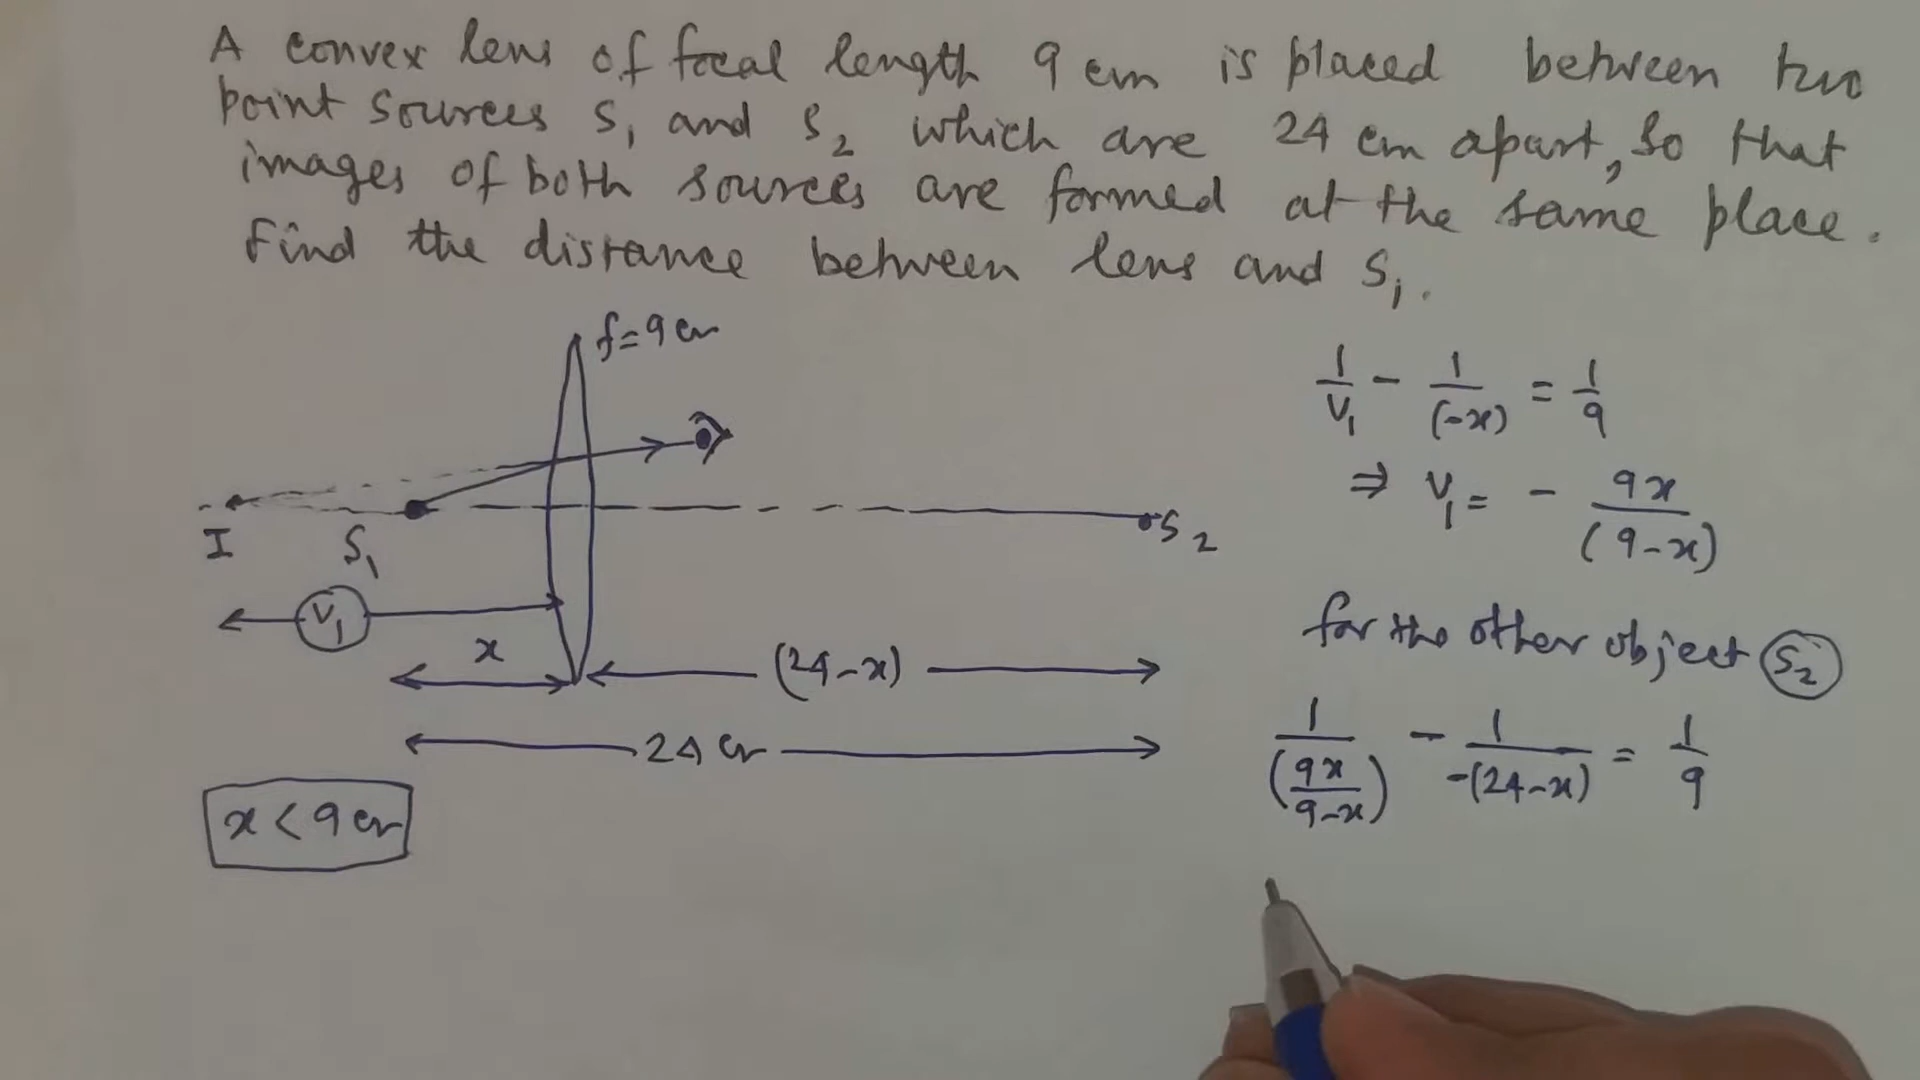 A convex lens of focal length 9 cm is placed between two
point sources S₁ and S₂ which are 24 cm apart, so that
images of both sources are formed at the same place.
Find the distance between lens and S₁.
f=9 cm
I
S₁
S₂
V₁
x
(24-x)
24 cm
x < 9 cm
1/V₁ - 1/(-x) = 1/9
⇒ V₁ = - 9x/(9-x)
for the other object S₂
1/(9x/(9-x)) - 1/-(24-x) = 1/9